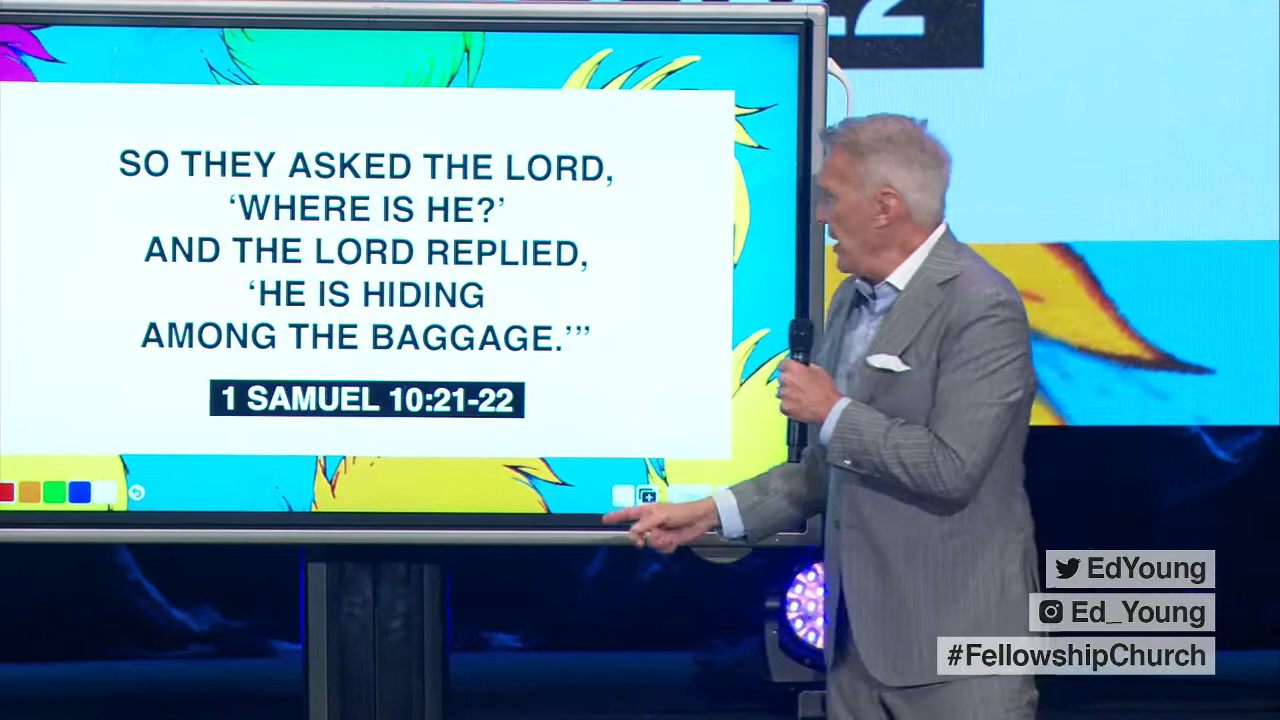 SO THEY ASKED THE LORD,
‘WHERE IS HE?’
AND THE LORD REPLIED,
‘HE IS HIDING
AMONG THE BAGGAGE.’”
1 SAMUEL 10:21-22
2
EdYoung
Ed_Young
#FellowshipChurch